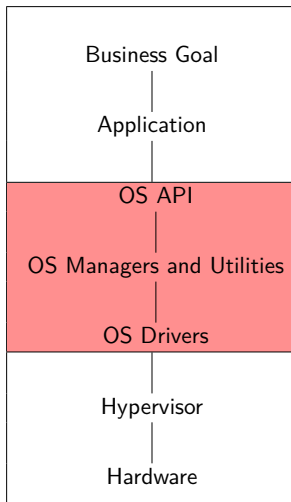 Business Goal
Application
OS API
OS Managers and Utilities
OS Drivers
Hypervisor
Hardware